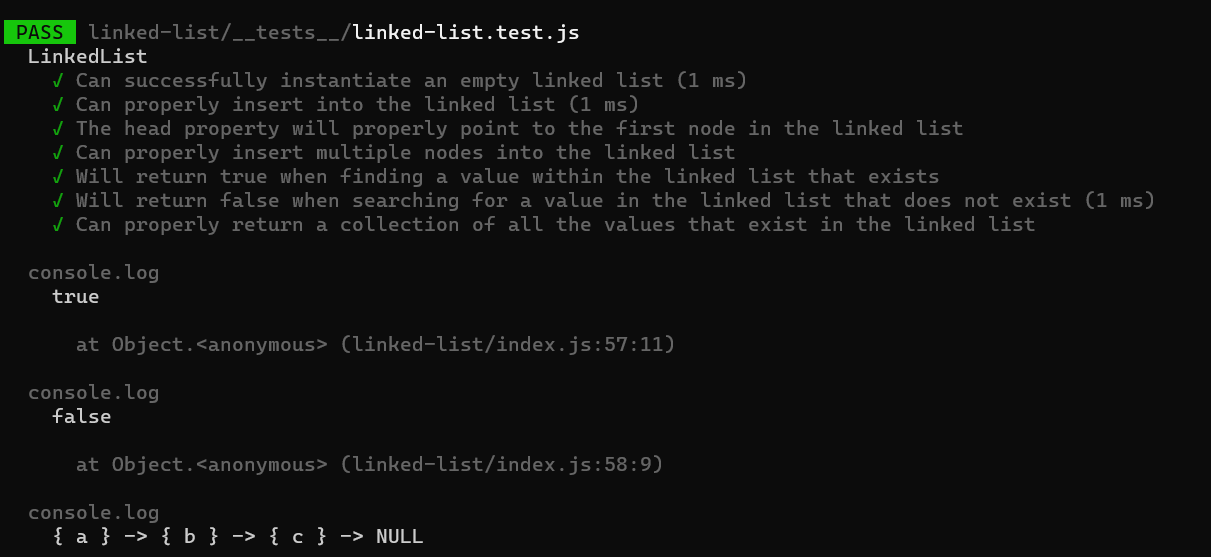 PASS linked-list/__tests__/linked-list.test.js
LinkedList
√ Can successfully instantiate an empty linked list (1 ms)
√ Can properly insert into the linked list (1 ms)
√ The head property will properly point to the first node in the linked list
√ Can properly insert multiple nodes into the linked list
√ Will return true when finding a value within the linked list that exists
√ Will return false when searching for a value in the linked list that does not exist (1 ms)
√ Can properly return a collection of all the values that exist in the linked list
console.log
true
at Object.<anonymous> (linked-list/index.js:57:11)
console.log
false
at Object.<anonymous> (linked-list/index.js:58:9)
console.log
{ a } -> { b } -> { c } -> NULL